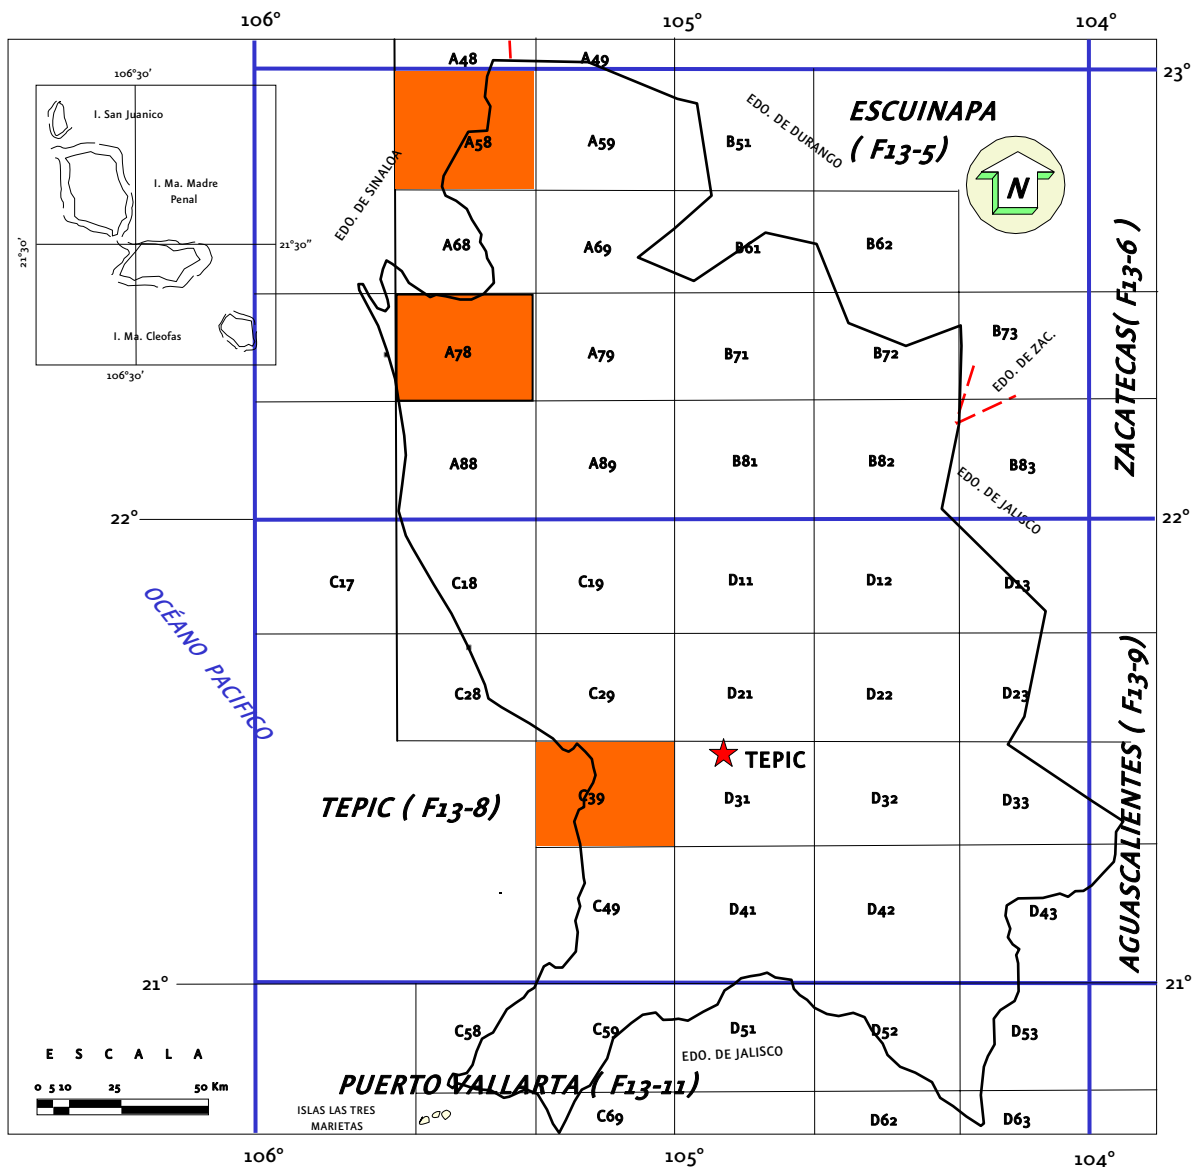 106°
105°
104°
A48
A49
23°
106°30'
I. San Juanico
I. Ma. Madre
Penal
21°30'
21°30"
I. Ma. Cleofas
106°30'
EDO. DE SINALOA
A58
A59
B51
EDO. DE DURANGO
ESCUINAPA
( F13-5)
N
A68
A69
B61
B62
ZACATECAS( F13-6)
A78
A79
B71
B72
B73
EDO. DE ZAC.
A88
A89
B81
B82
B83
EDO. DE JALISCO
22°
22°
C17
C18
C19
D11
D12
D13
OCÉANO PACIFICO
C28
C29
D21
D22
D23
AGUASCALIENTES ( F13-9)
TEPIC
TEPIC ( F13-8)
C39
D31
D32
D33
C49
D41
D42
D43
21°
21°
C58
C59
D51
D52
D53
EDO. DE JALISCO
E S C A L A
0 5 10 25 50 Km
PUERTO VALLARTA ( F13-11)
ISLAS LAS TRES
MARIETAS
C69
D62
D63
106°
105°
104°